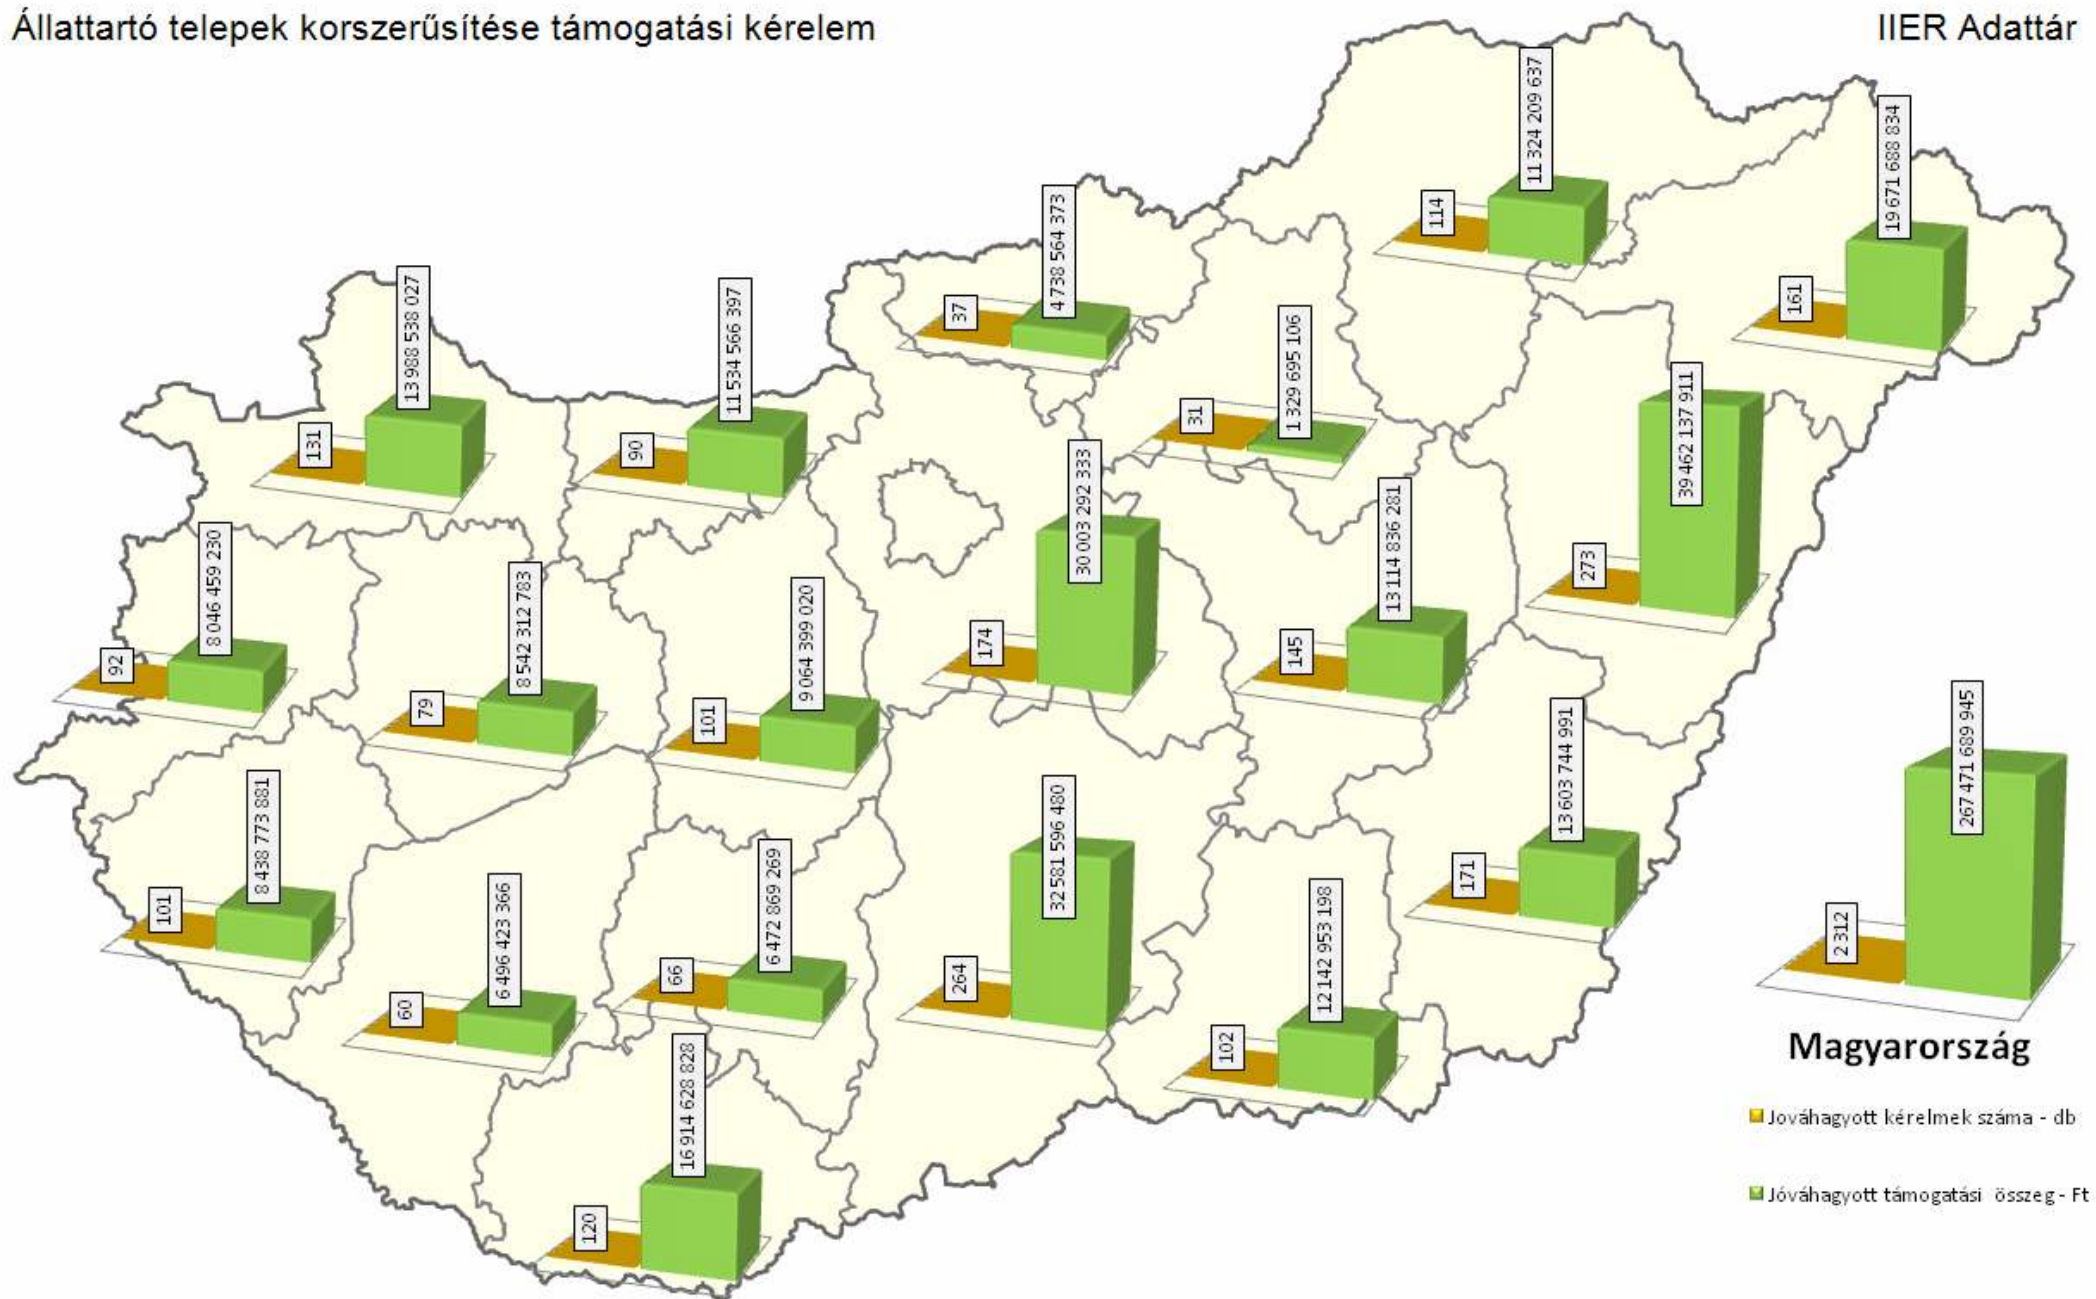 Állattartó telepek korszerűsítése támogatási kérelem
IIER Adattár
114
11 324 209 637
161
19 671 688 834
37
4 738 564 373
131
13 988 538 027
90
11 534 566 397
31
1 329 695 106
273
39 462 137 911
174
30 003 292 333
145
13 114 836 281
92
8 046 459 230
79
8 542 312 783
101
9 064 399 020
171
13 603 744 991
101
8 438 773 881
60
6 496 423 366
66
6 472 869 269
264
32 581 596 480
102
12 142 953 198
120
16 914 628 828
2 312
267 471 689 945
Magyarország
Jováhagyott kérelmek száma - db
Jóváhagyott támogatási összeg - Ft